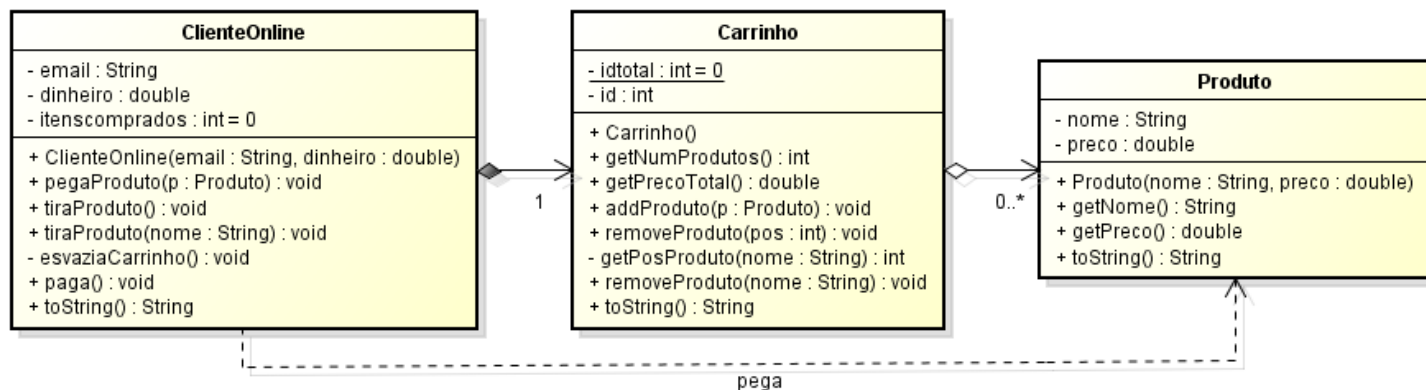 ClienteOnline
- email : String
- dinheiro : double
- itenscomprados : int = 0
+ ClienteOnline(email : String, dinheiro : double)
+ pegaProduto(p : Produto) : void
+ tiraProduto() : void
+ tiraProduto(nome : String) : void
- esvaziaCarrinho() : void
+ paga() : void
+ toString() : String
1
Carrinho
- idtotal : int = 0
- id : int
+ Carrinho()
+ getNumProdutos() : int
+ getPrecoTotal() : double
+ addProduto(p : Produto) : void
+ removeProduto(pos : int) : void
- getPosProduto(nome : String) : int
+ removeProduto(nome : String) : void
+ toString() : String
0..*
Produto
- nome : String
- preco : double
+ Produto(nome : String, preco : double)
+ getNome() : String
+ getPreco() : double
+ toString() : String
pega